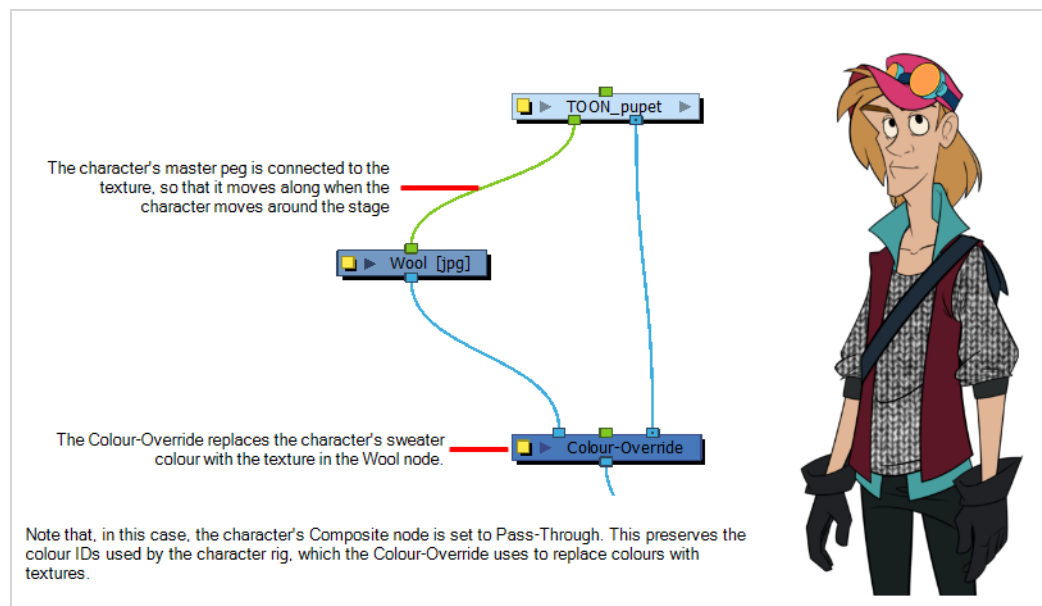 TOON_pupet
The character's master peg is connected to the
texture, so that it moves along when the
character moves around the stage
Wool [jpg]
The Colour-Override replaces the character's sweater
colour with the texture in the Wool node.
Colour-Override
Note that, in this case, the character's Composite node is set to Pass-Through. This preserves the
colour IDs used by the character rig, which the Colour-Override uses to replace colours with
textures.